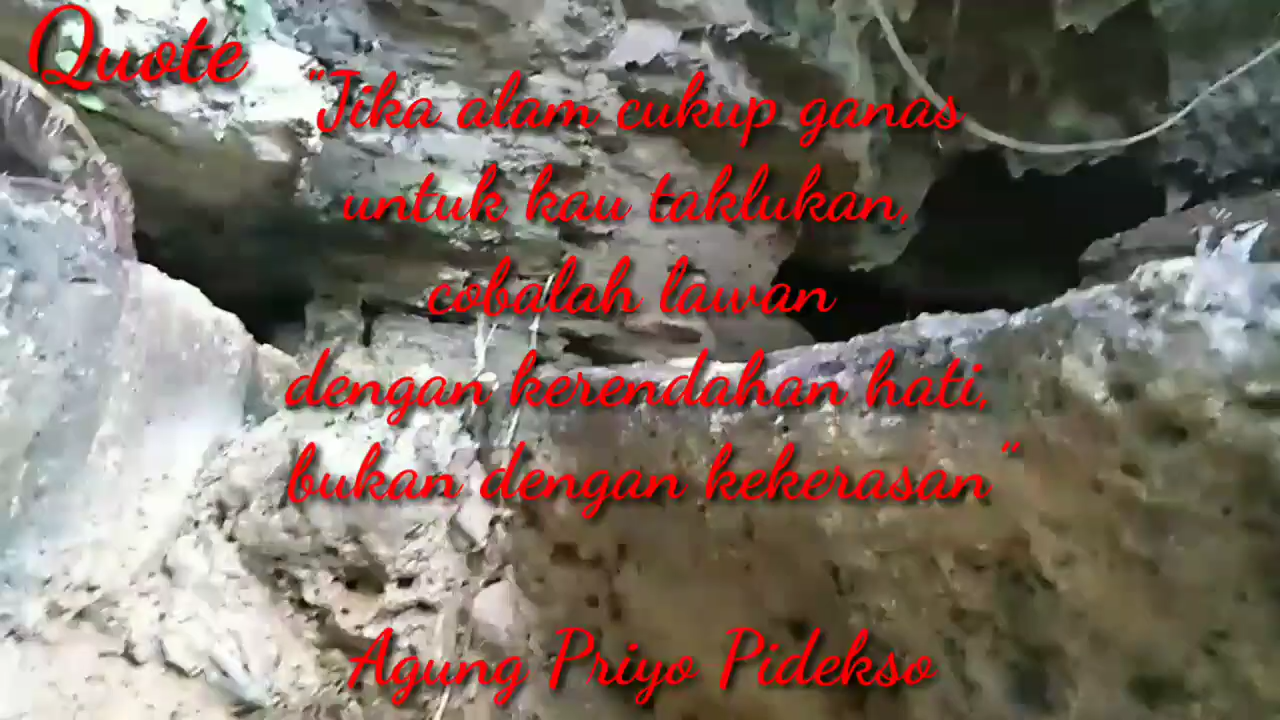 Quote
"Jika alam cukup ganas
untuk kau taklukan,
cobalah lawan
dengan kerendahan hati,
bukan dengan kekerasan"
Agung Priyo Pidekso